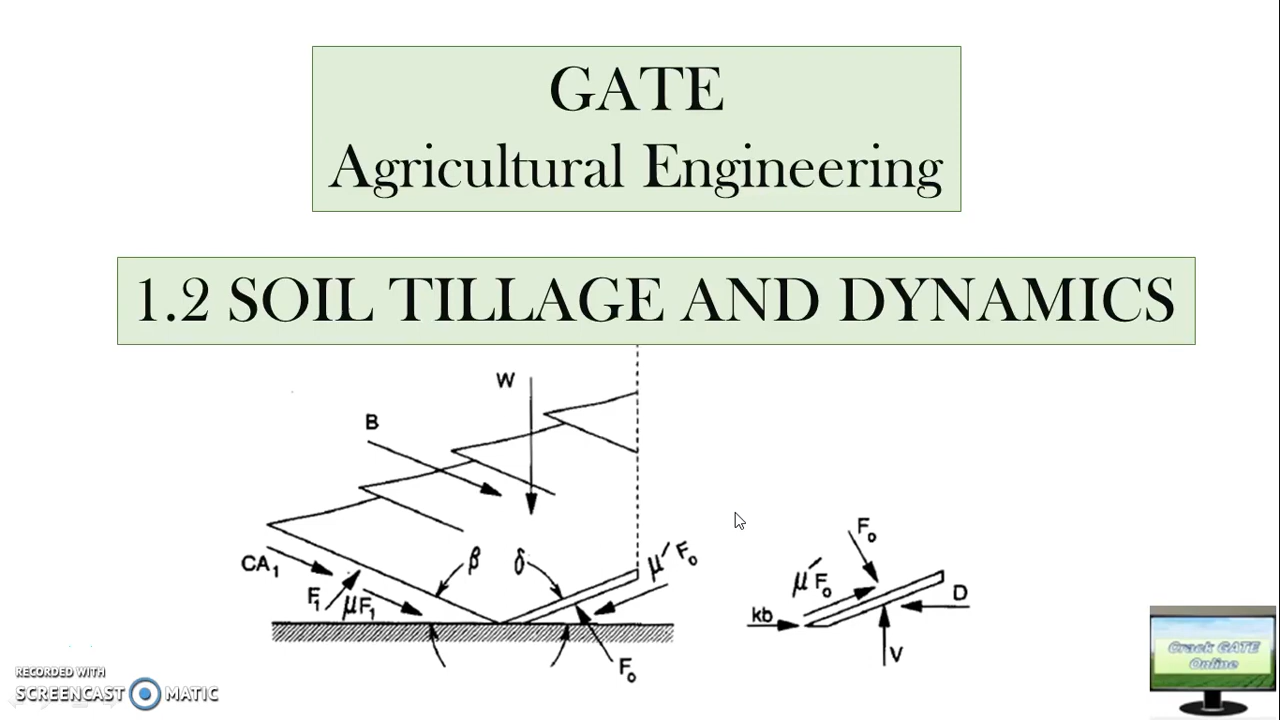 GATE
Agricultural Engineering
1.2 SOIL TILLAGE AND DYNAMICS
W
B
CA₁
F₁
μF₁
β
δ
μ′F₀
F₀
F₀
μ′F₀
kb
D
V
RECORDED WITH
SCREENCAST MATIC
Crack GATE
Online